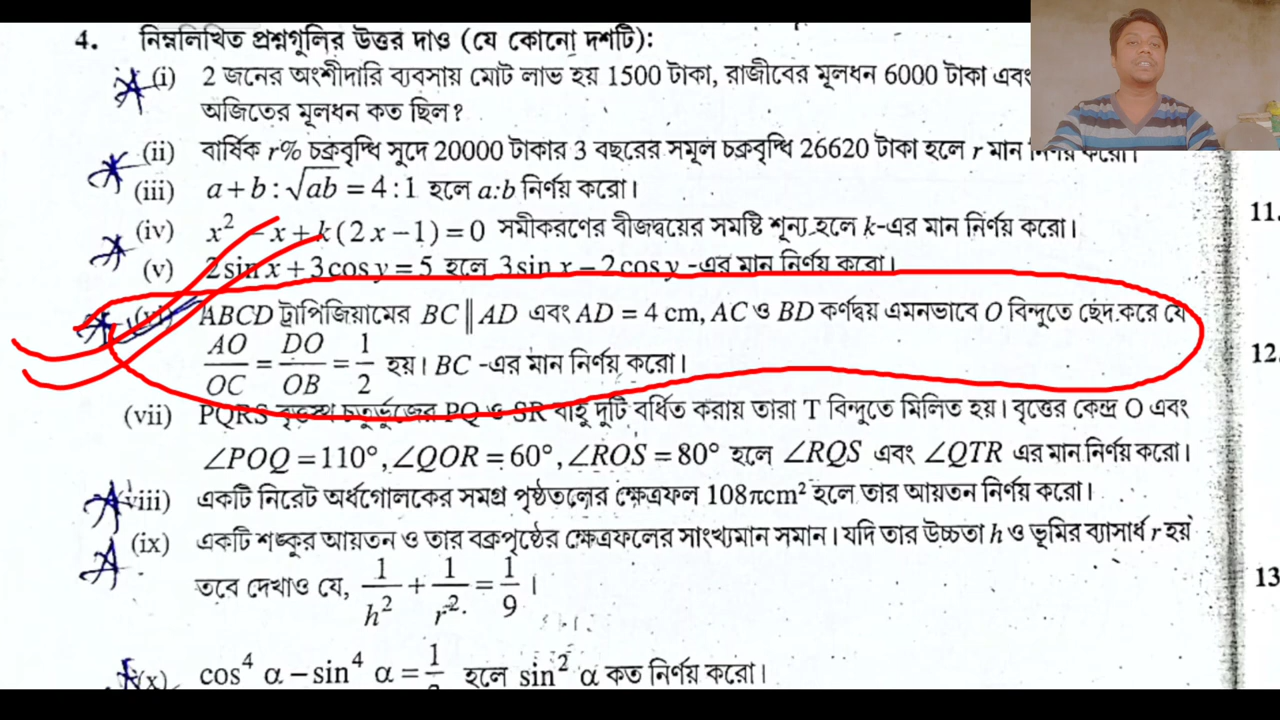 4. নিম্নলিখিত প্রশ্নগুলির উত্তর দাও (যে কোনো দশটি):
(i) 2 জনের অংশীদারি ব্যবসায় মোট লাভ হয় 1500 টাকা, রাজীবের মূলধন 6000 টাকা এবং
অজিতের মূলধন কত ছিল?
(ii) বার্ষিক r% চক্রবৃদ্ধি সুদে 20000 টাকার 3 বছরের সমূল চক্রবৃদ্ধি 26620 টাকা হলে r মান নির্ণয় করো।
(iii) a+b : √ab = 4 : 1 হলে a:b নির্ণয় করো।
11.
(iv) x² − x + k(2x−1) = 0 সমীকরণের বীজদ্বয়ের সমষ্টি শূন্য হলে k-এর মান নির্ণয় করো।
(v) 2 sin x + 3 cos y = 5 হলে 3 sin x − 2 cos y -এর মান নির্ণয় করো।
(vi) ABCD ট্রাপিজিয়ামের BC || AD এবং AD = 4 cm, AC ও BD কর্ণদ্বয় এমনভাবে O বিন্দুতে ছেদ করে যে
AO/OC = DO/OB = 1/2 হয়। BC -এর মান নির্ণয় করো।
12.
(vii) PQRS বৃত্তস্থ চতুর্ভুজের PQ ও SR বাহু দুটি বর্ধিত করায় তারা T বিন্দুতে মিলিত হয়। বৃত্তের কেন্দ্র O এবং
∠POQ = 110°, ∠QOR = 60°, ∠ROS = 80° হলে ∠RQS এবং ∠QTR এর মান নির্ণয় করো।
(viii) একটি নিরেট অর্ধগোলকের সমগ্র পৃষ্ঠতলের ক্ষেত্রফল 108πcm² হলে তার আয়তন নির্ণয় করো।
(ix) একটি শঙ্কুর আয়তন ও তার বক্রপৃষ্ঠের ক্ষেত্রফলের সাংখ্যমান সমান। যদি তার উচ্চতা h ও ভূমির ব্যাসার্ধ r হয়
তবে দেখাও যে, 1/h² + 1/r² = 1/9 ।
13
(x) cos⁴ α − sin⁴ α = 1/ হলে sin² α কত নির্ণয় করো।